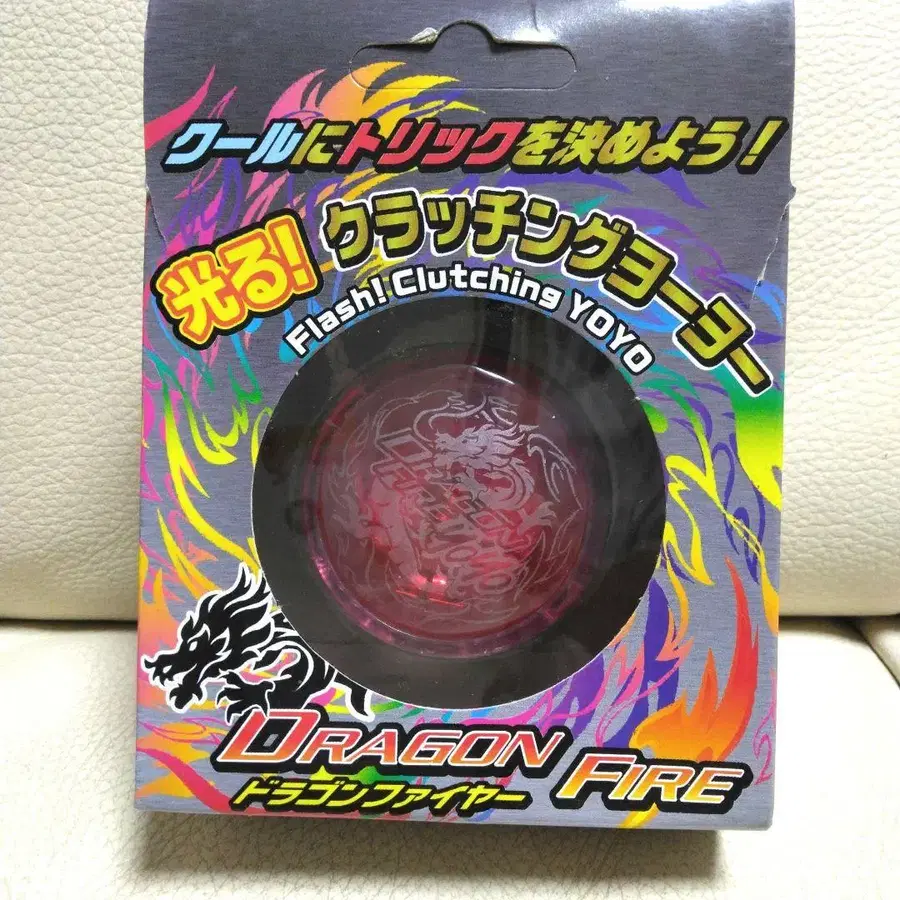 クールにトリックを決めよう!
光る! クラッチングヨーヨー
Flash! Clutching YOYO
DRAGON FIRE
ドラゴンファイヤー